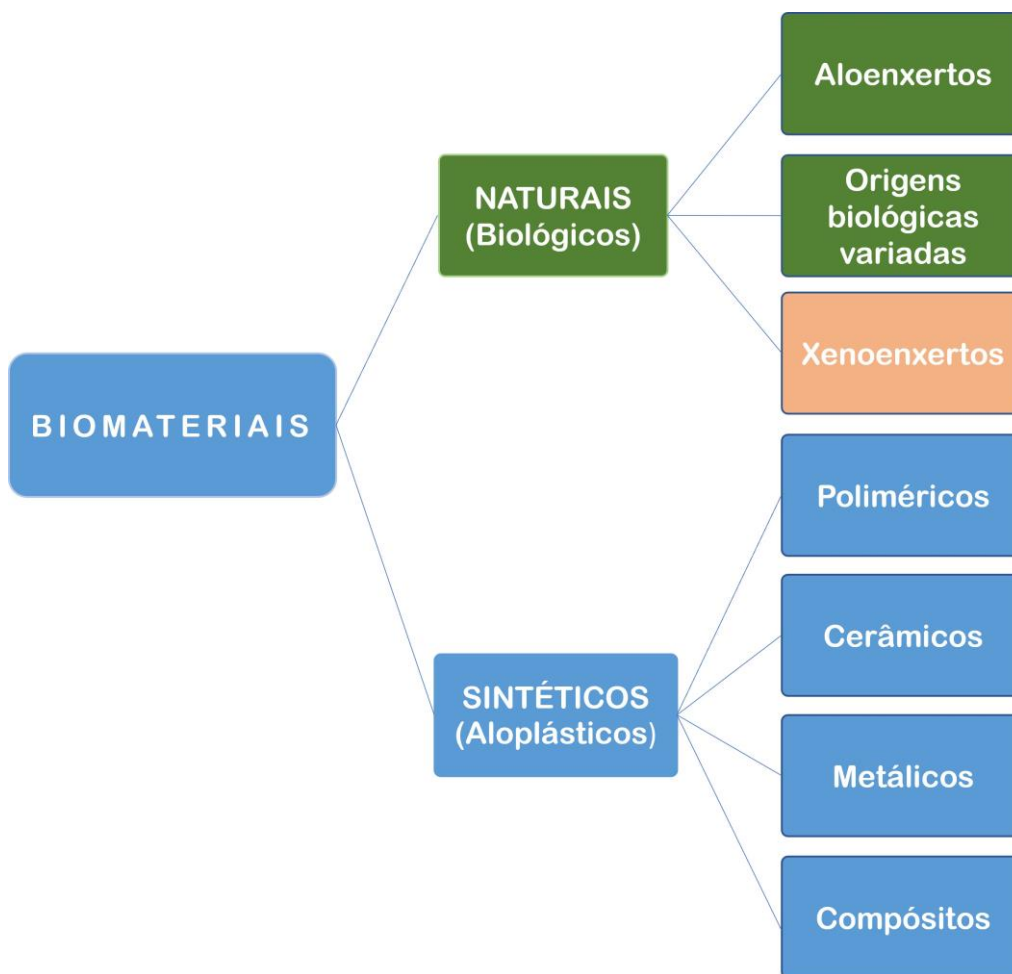 BIOMATERIAIS
NATURAIS
(Biológicos)
Aloenxertos
Origens
biológicas
variadas
Xenoenxertos
SINTÉTICOS
(Aloplásticos)
Poliméricos
Cerâmicos
Metálicos
Compósitos